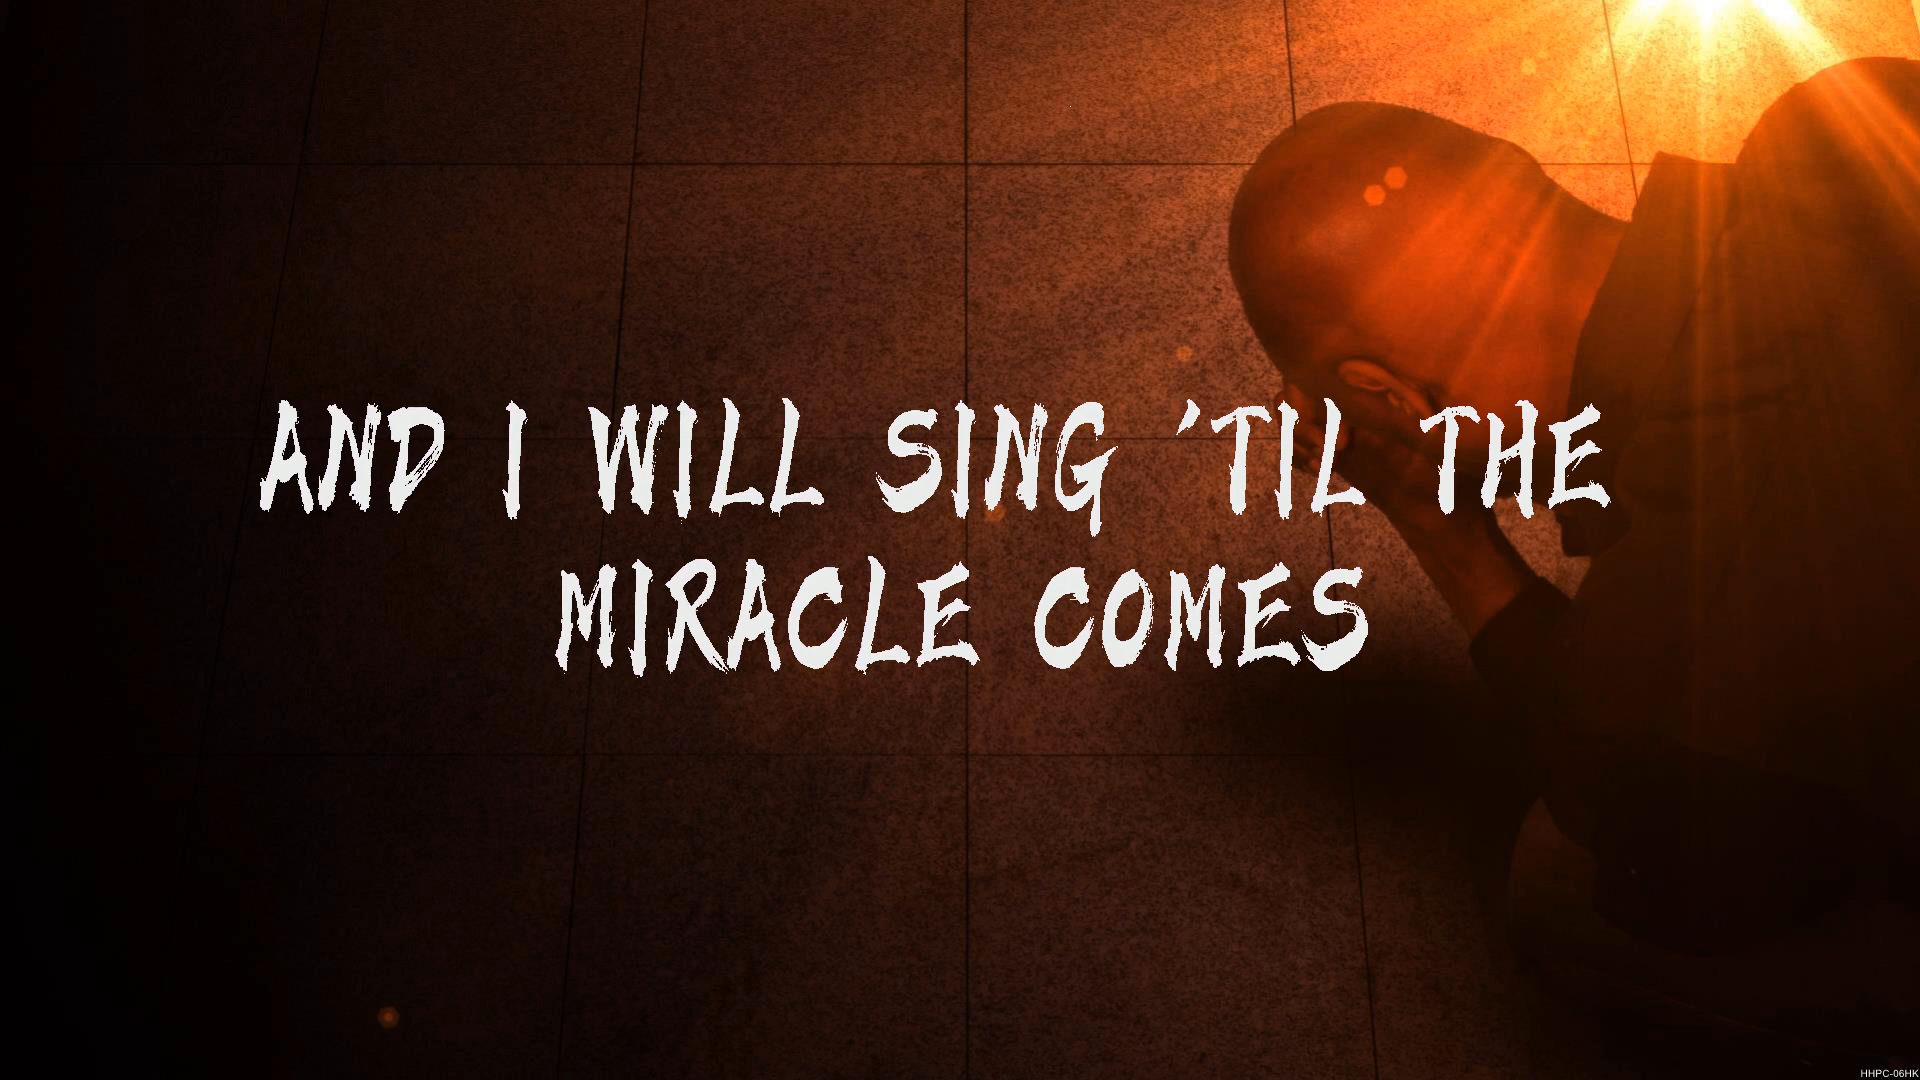 AND I WILL SING ’TIL THE
MIRACLE COMES
HHPC-06HK